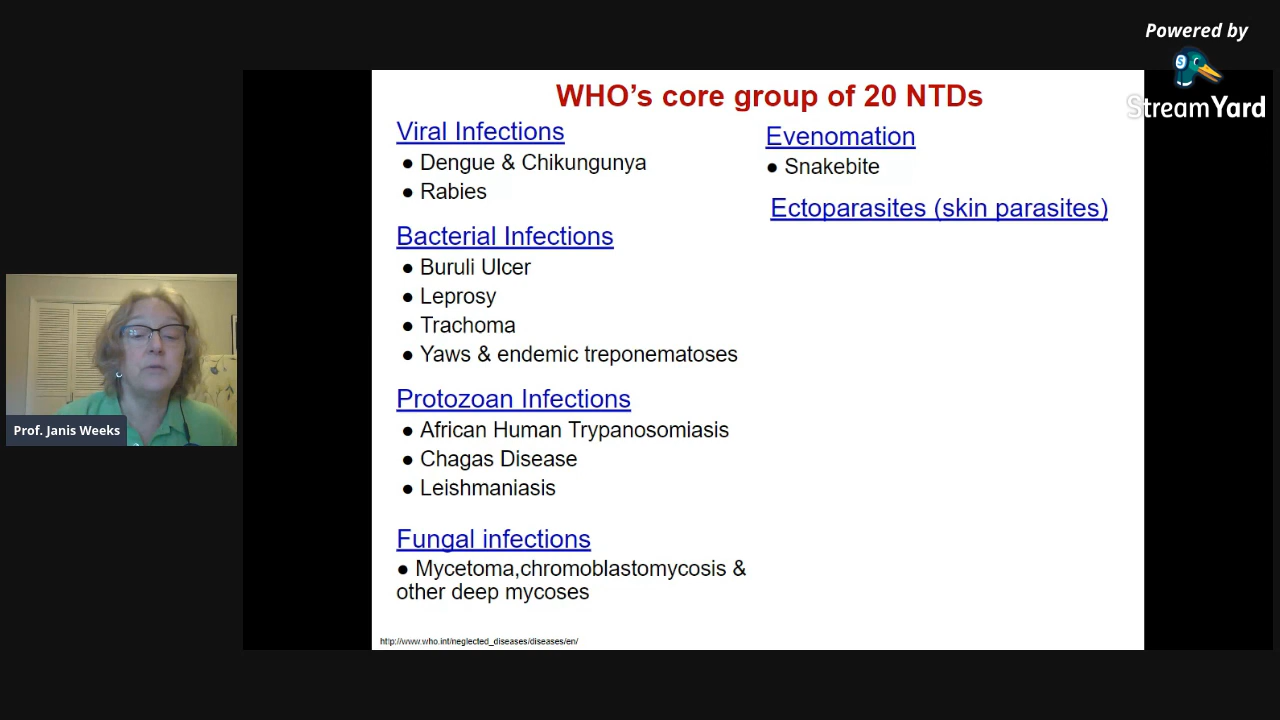 Powered by
StreamYard
WHO's core group of 20 NTDs
Viral Infections
● Dengue & Chikungunya
● Rabies
Bacterial Infections
● Buruli Ulcer
● Leprosy
● Trachoma
● Yaws & endemic treponematoses
Protozoan Infections
● African Human Trypanosomiasis
● Chagas Disease
● Leishmaniasis
Fungal infections
● Mycetoma,chromoblastomycosis &
other deep mycoses
http://www.who.int/neglected_diseases/diseases/en/
Evenomation
● Snakebite
Ectoparasites (skin parasites)
Prof. Janis Weeks